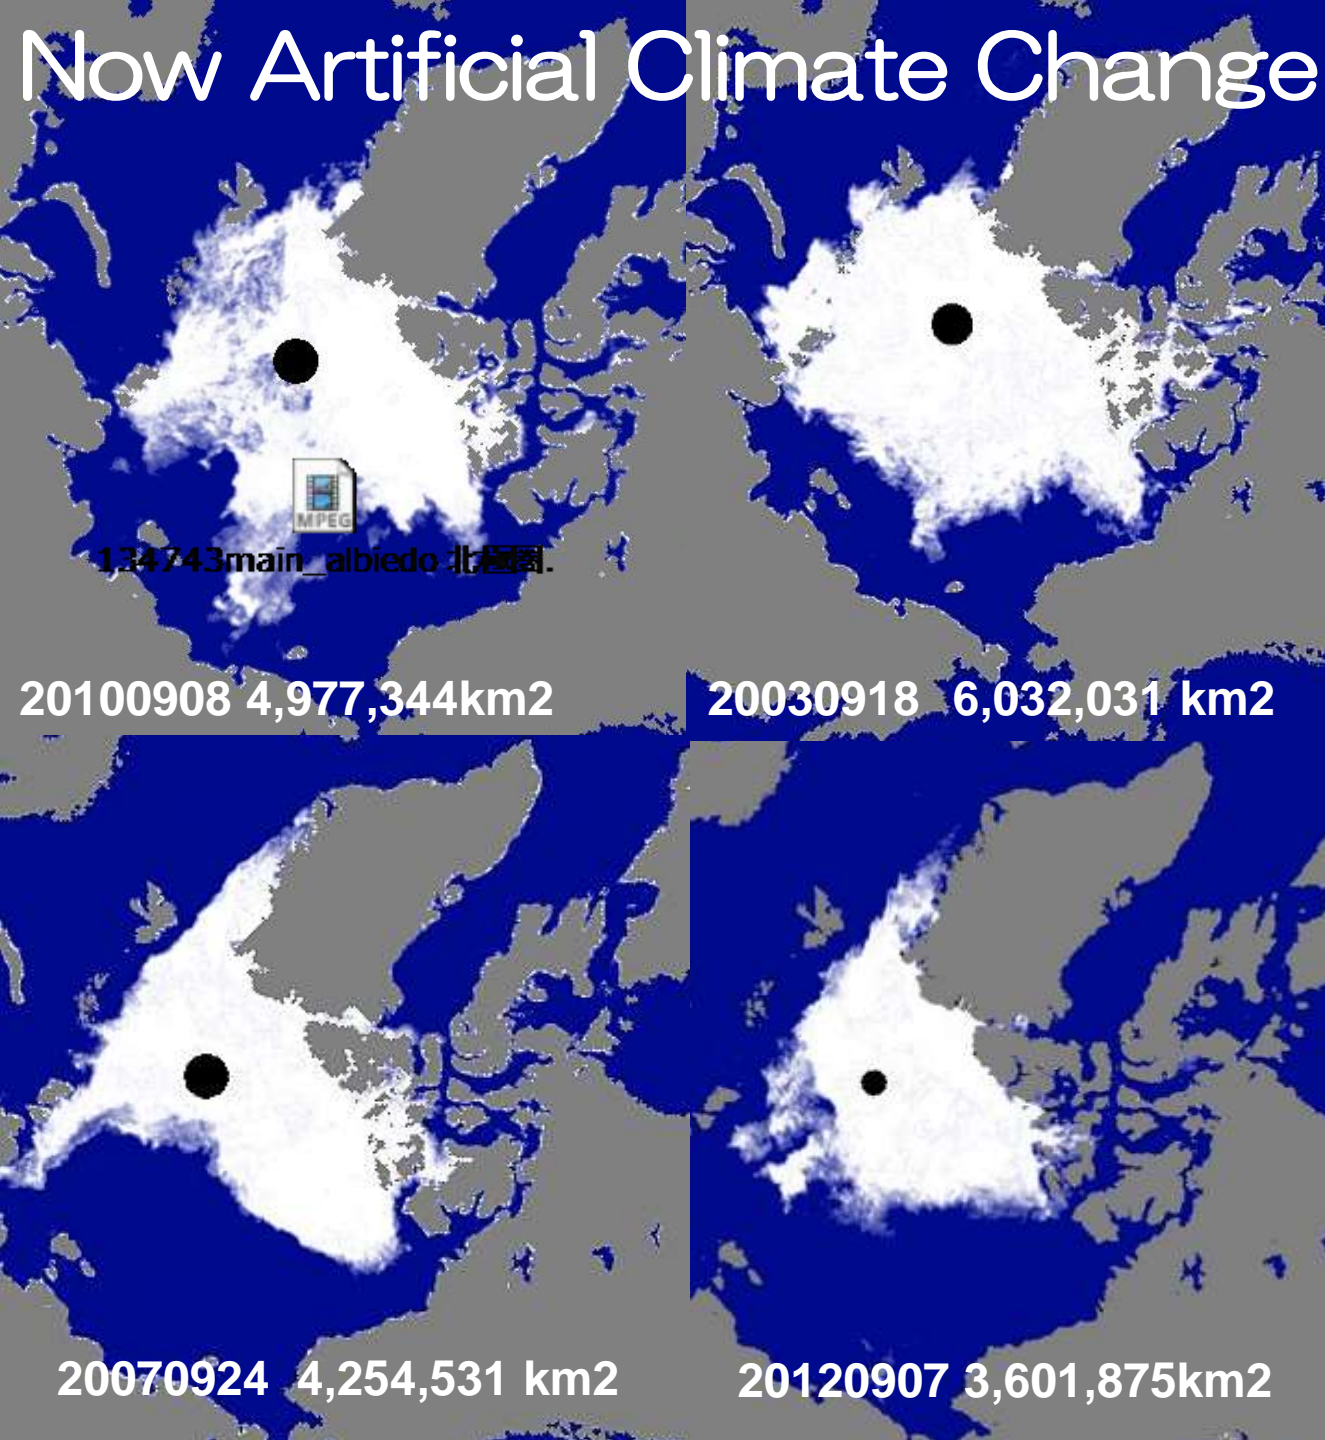 Now Artificial Climate Change
MPEG
134743main_albiedo 北極圏.
20100908 4,977,344km2
20030918 6,032,031 km2
20070924 4,254,531 km2
20120907 3,601,875km2